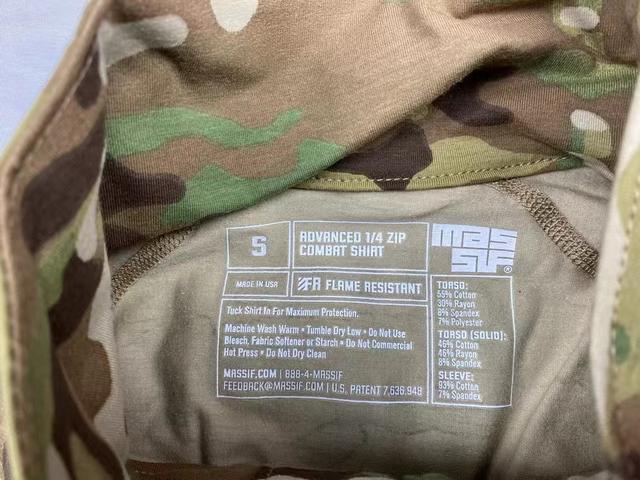 S
ADVANCED 1/4 ZIP
COMBAT SHIRT
MASSIF®
MADE IN USA
FR FLAME RESISTANT
Tuck Shirt In For Maximum Protection.
Machine Wash Warm • Tumble Dry Low • Do Not Use
Bleach, Fabric Softener or Starch • Do Not Commercial
Hot Press • Do Not Dry Clean
MASSIF.COM | 888-4-MASSIF
FEEDBACK@MASSIF.COM | U.S. PATENT 7,636,948
TORSO:
55% Cotton
30% Rayon
8% Spandex
7% Polyester
TORSO (SOLID):
46% Cotton
46% Rayon
8% Spandex
SLEEVE:
93% Cotton
7% Spandex